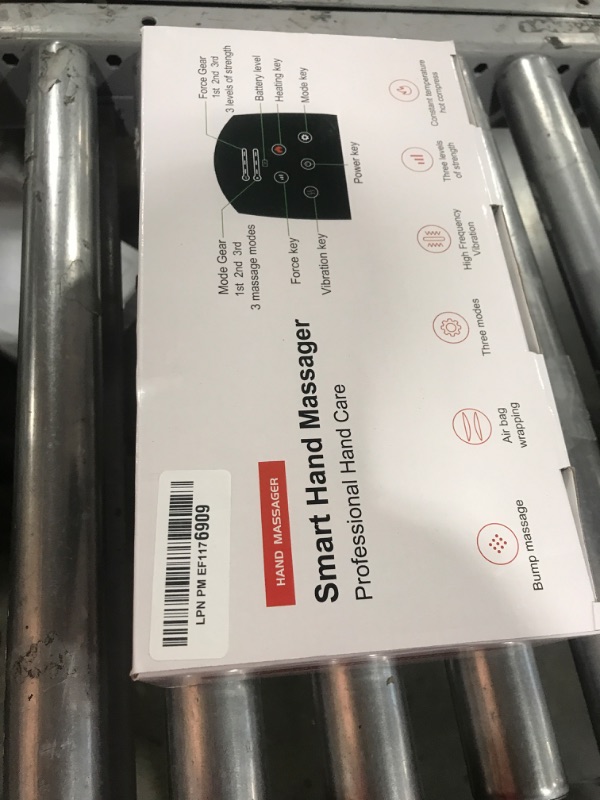 LPN PM EF1176909
HAND MASSAGER
Smart Hand Massager
Professional Hand Care
Mode Gear
1st 2nd 3rd
3 massage modes
Force key
Vibration key
Force Gear
1st 2nd 3rd
3 levels of strength
Battery level
Heating key
Mode key
Power key
Bump massage
Air bag
wrapping
Three modes
High Frequency
Vibration
Three levels
of strength
Constant temperature
hot compress